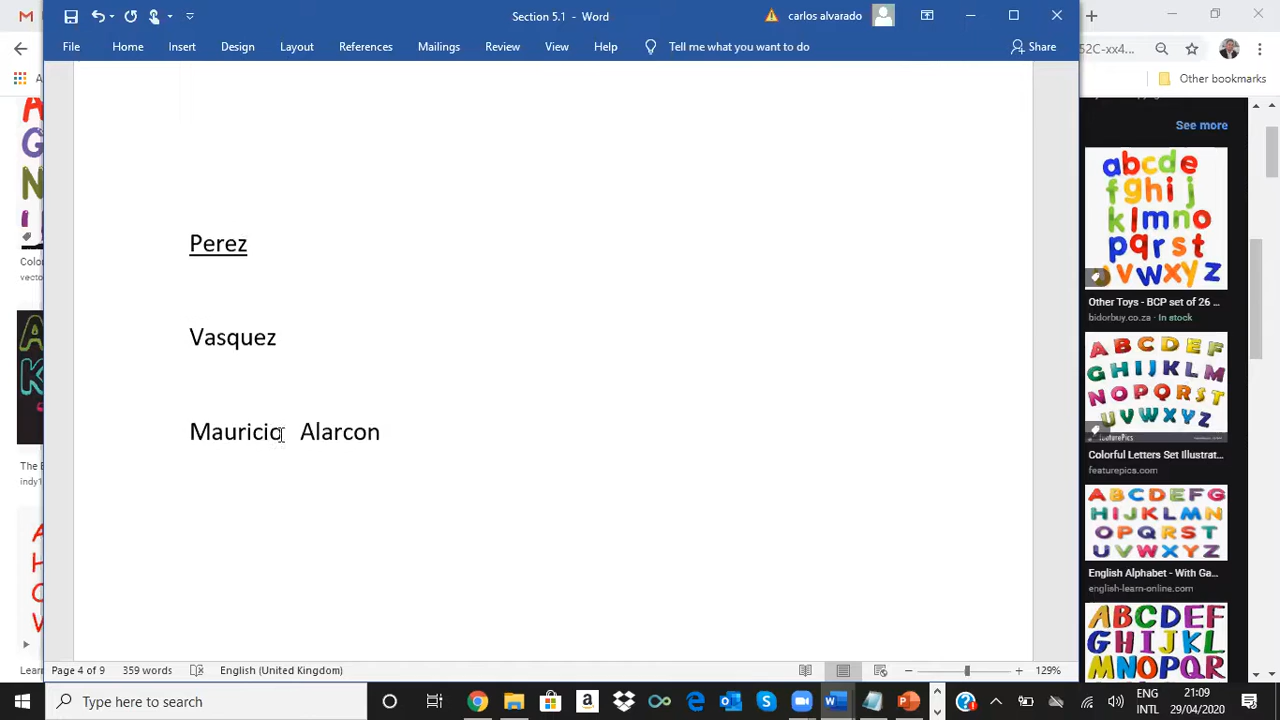 Section 5.1 - Word
carlos alvarado
File Home Insert Design Layout References Mailings Review View Help Tell me what you want to do Share
Other bookmarks
See more
Perez
Vasquez
Mauricio Alarcon
a b c d e
f g h i j
k l m n o
p q r s t
u v w x y z
Other Toys - BCP set of 26 ...
bidorbuy.co.za • In stock
A B C D E F
G H I J K L M
N O P Q R S T
U V W X Y Z
Colorful Letters Set Illustrat...
featurepics.com
A B C D E F G
H I J K L M N
O P Q R S T
U V W X Y Z
English Alphabet - With Ga...
english-learn-online.com
ABCDEF
GHIJKL
MNOPQR
Page 4 of 9 359 words English (United Kingdom) 129%
Type here to search
ENG
INTL
21:09
29/04/2020